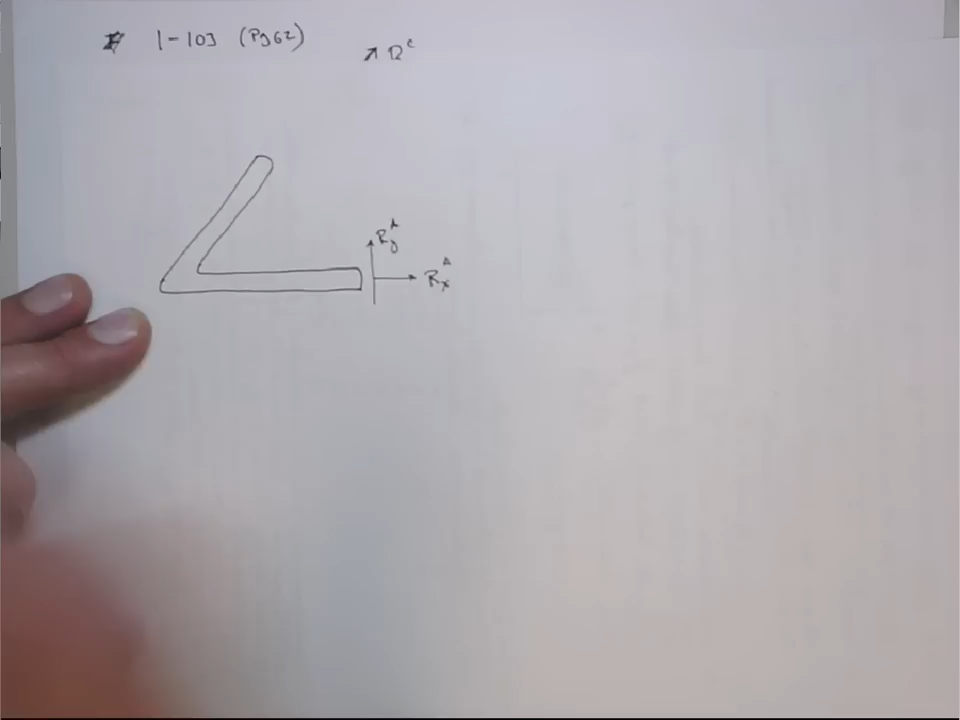 # 1-103 (Pg 62)
↗ R^c
R_y^A
R_x^A